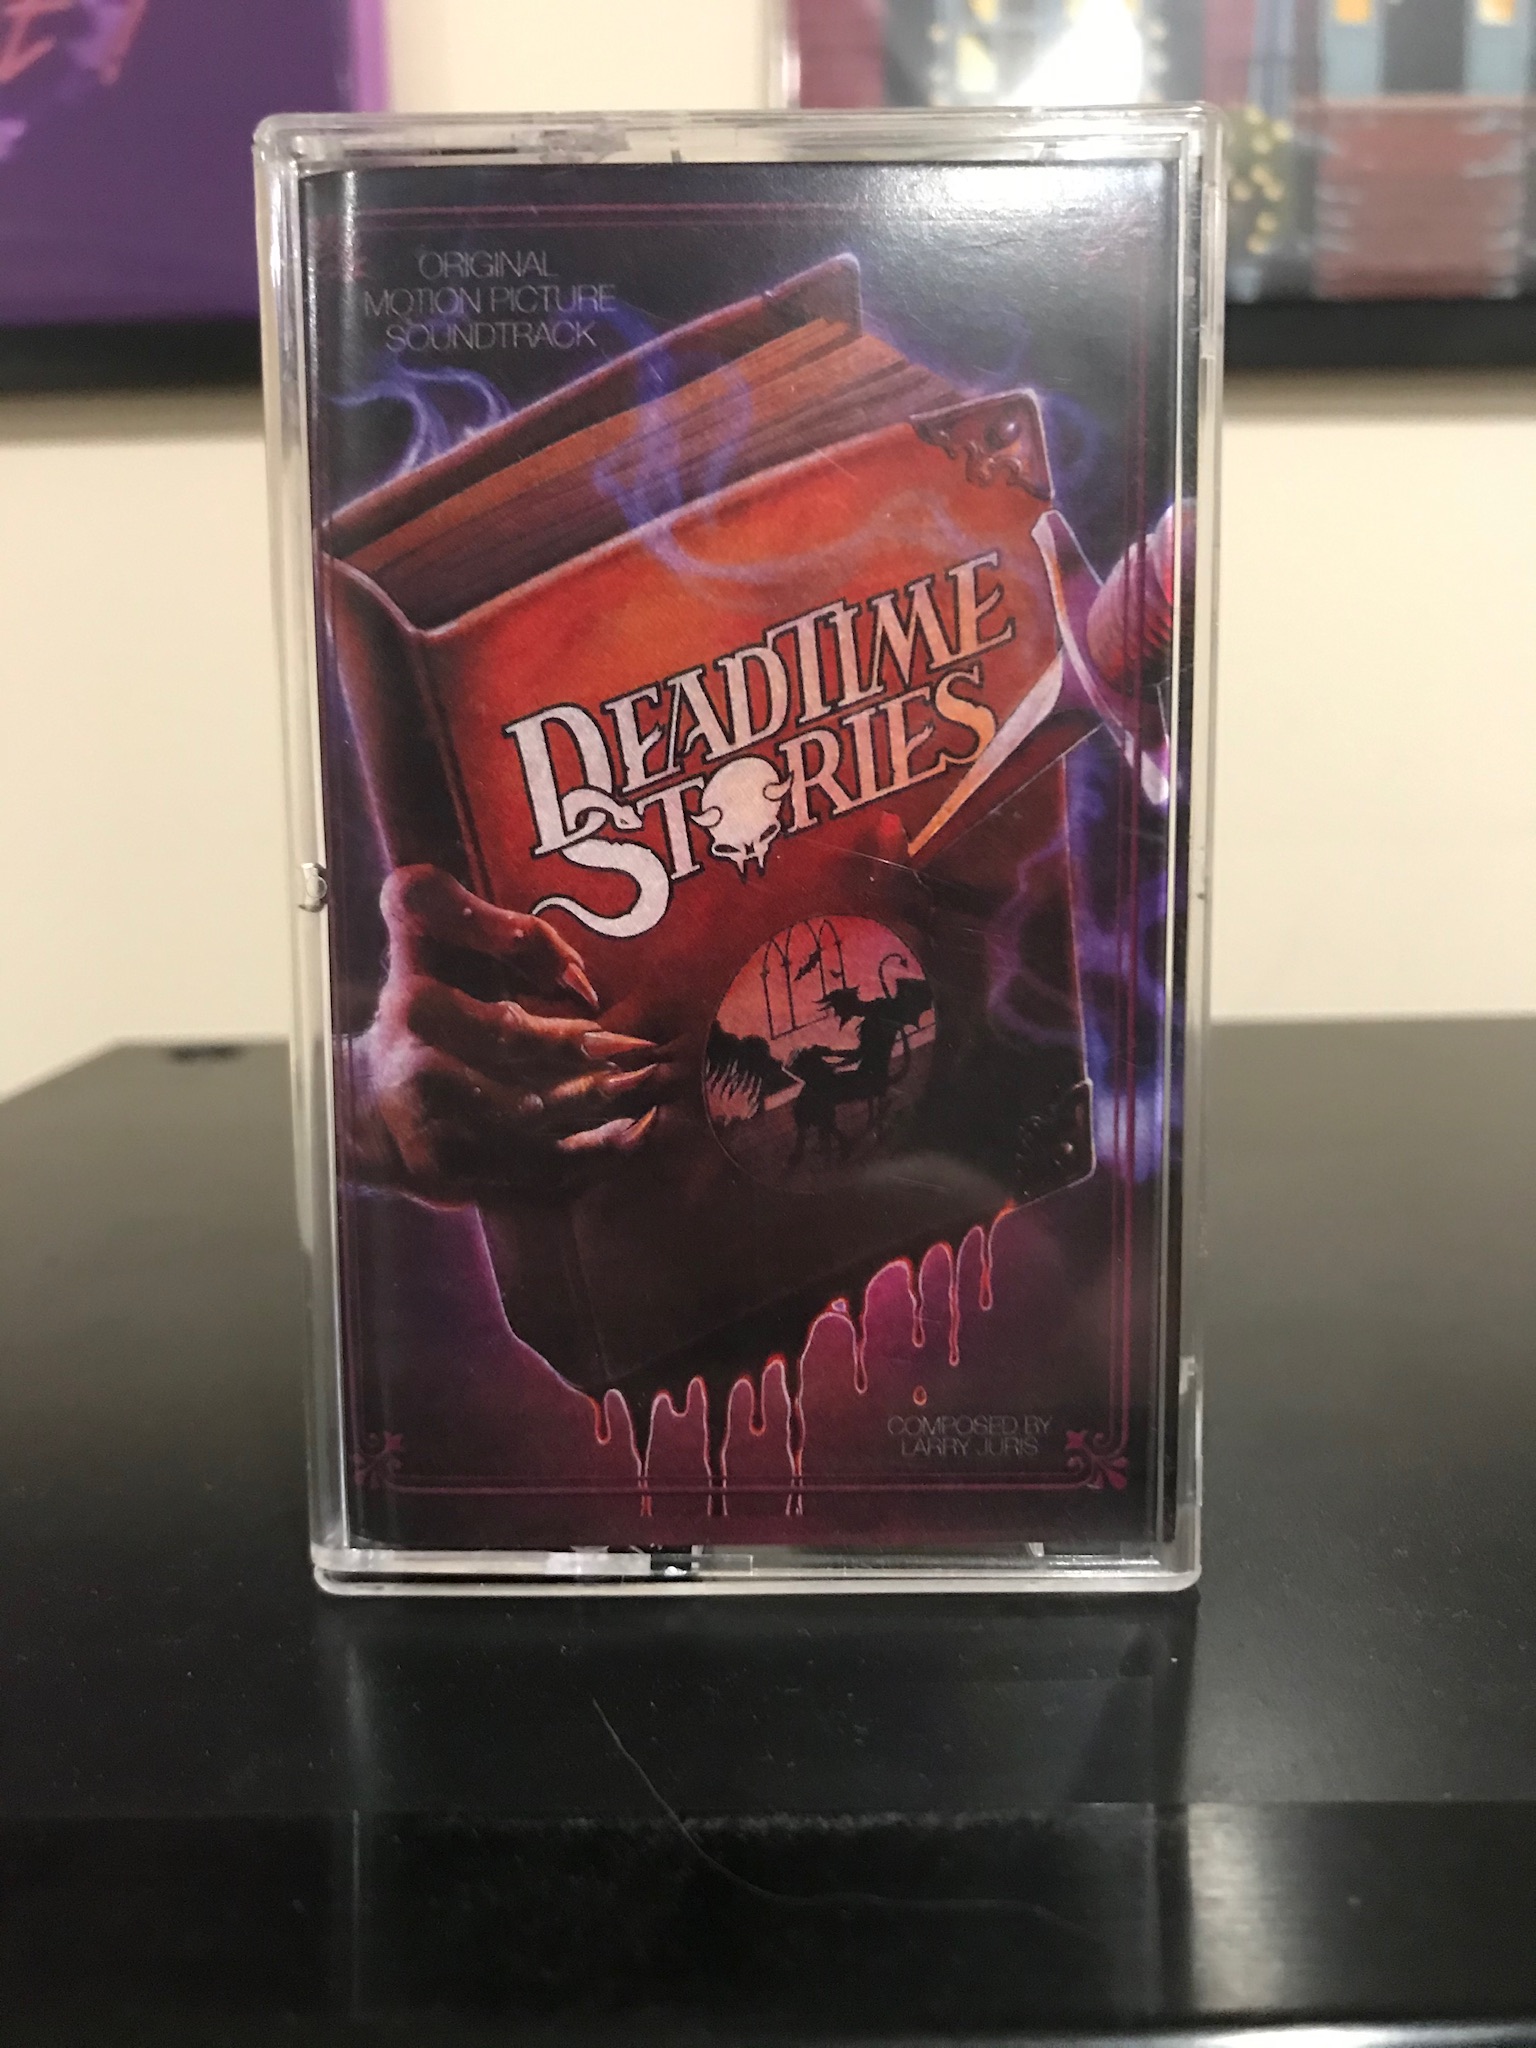 ORIGINAL
MOTION PICTURE
SOUNDTRACK
DEADTIME
STORIES
COMPOSED BY
LARRY JURIS